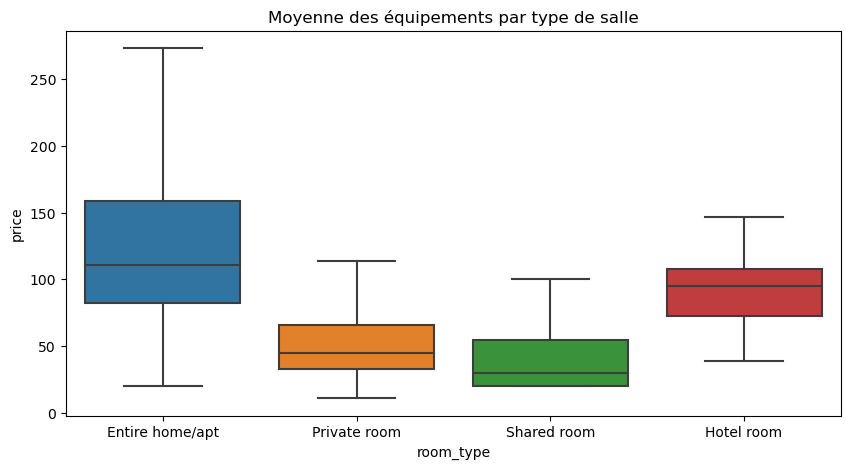 Moyenne des équipements par type de salle
price
250
200
150
100
50
0
Entire home/apt
Private room
Shared room
Hotel room
room_type